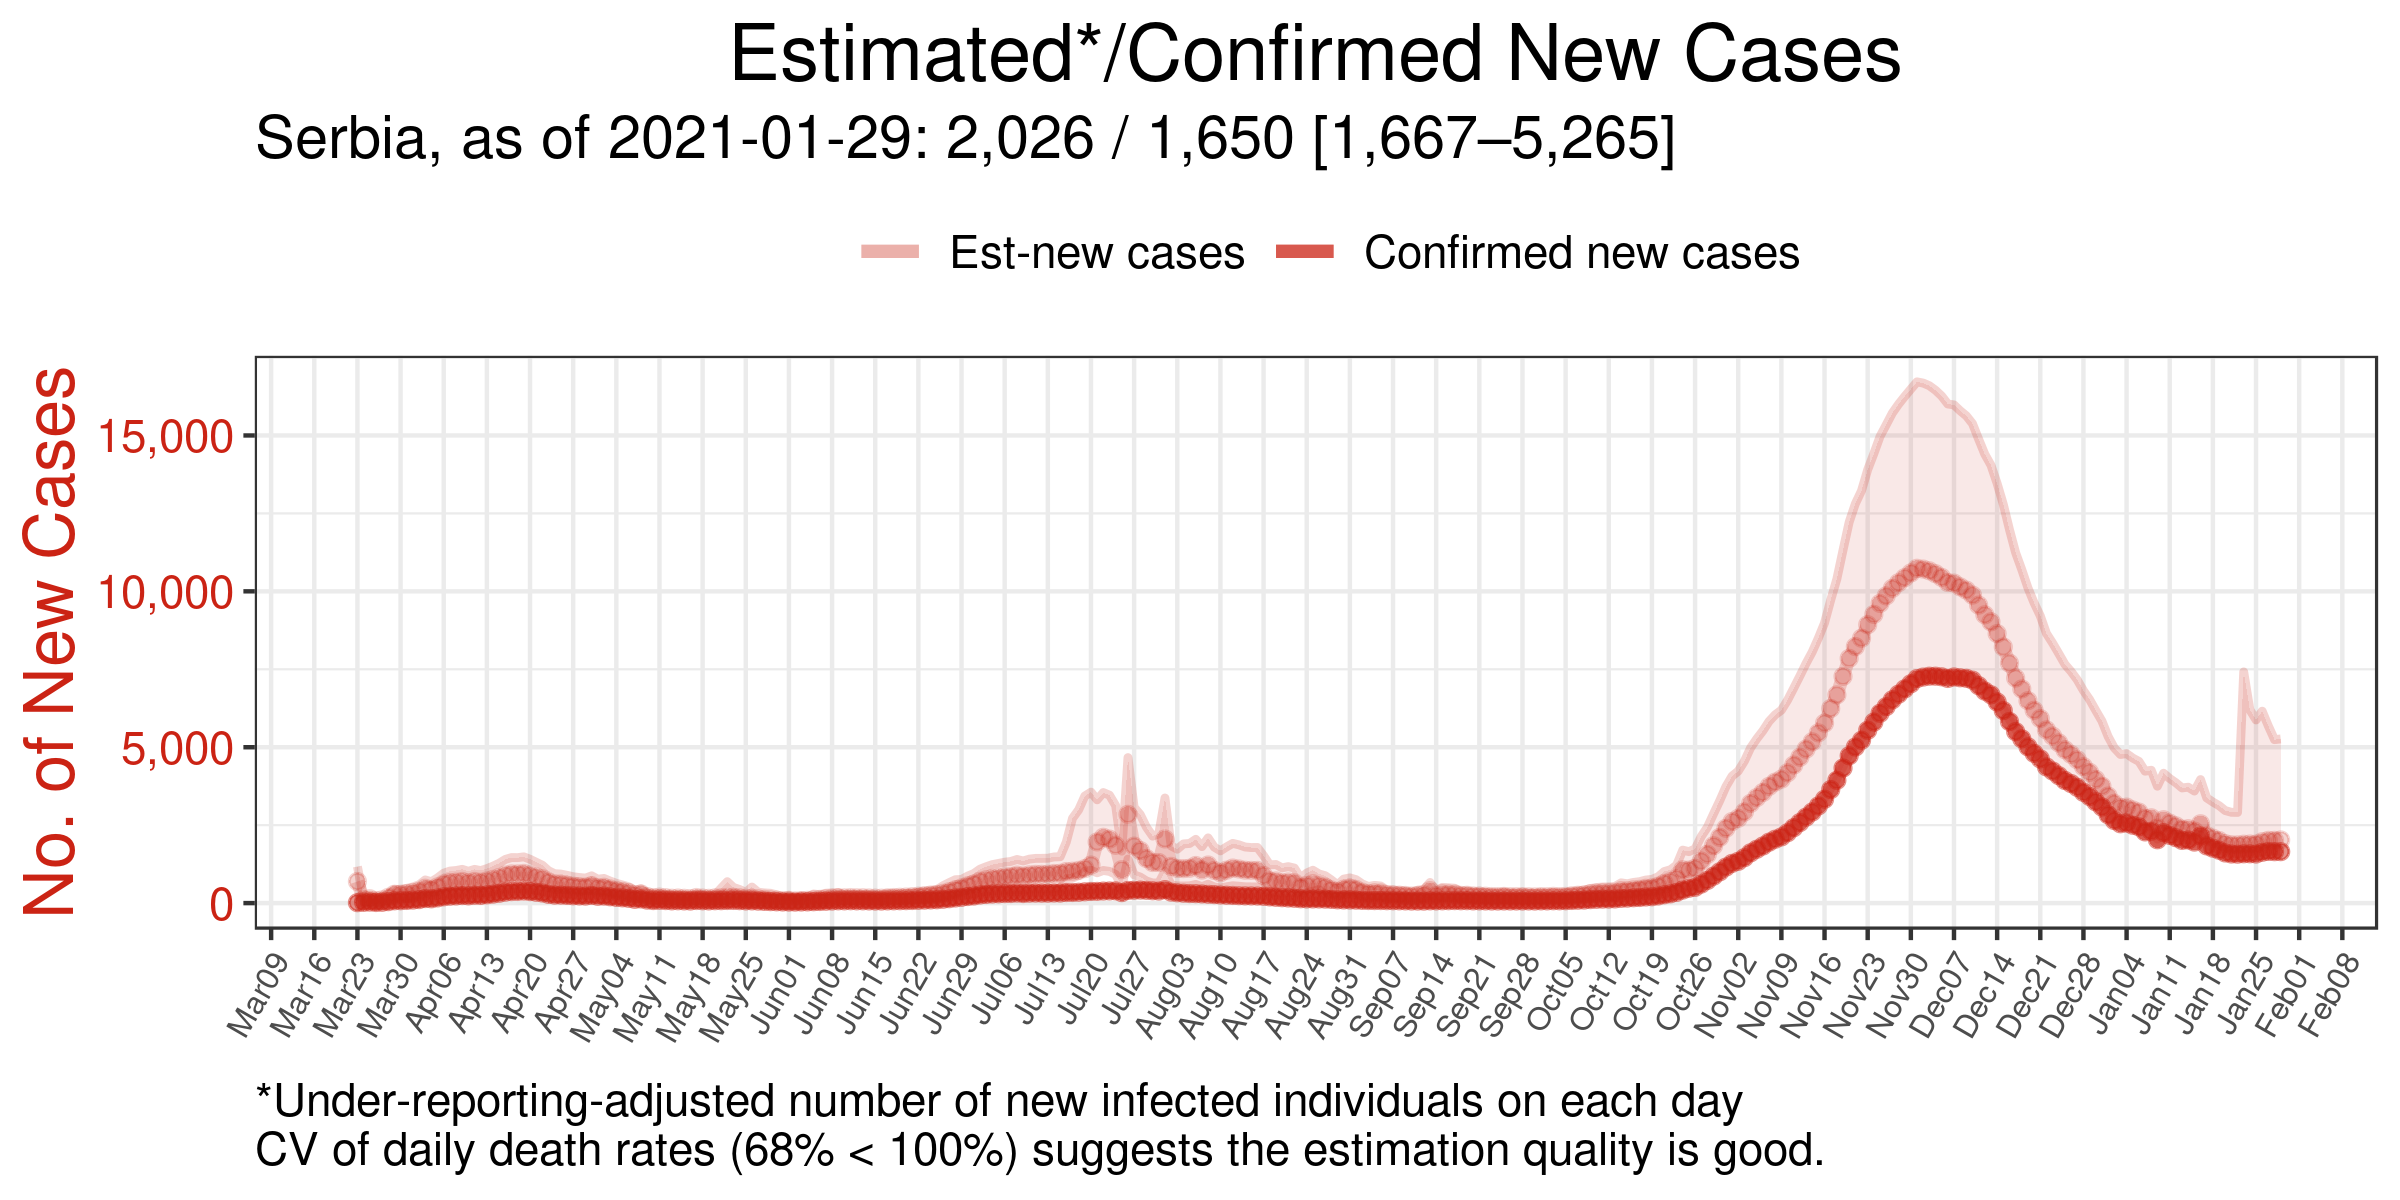 Estimated*/Confirmed New Cases
Serbia, as of 2021-01-29: 2,026 / 1,650 [1,667–5,265]
Est-new cases
Confirmed new cases
No. of New Cases
15,000
10,000
5,000
0
Mar09
Mar16
Mar23
Mar30
Apr06
Apr13
Apr20
Apr27
May04
May11
May18
May25
Jun01
Jun08
Jun15
Jun22
Jun29
Jul06
Jul13
Jul20
Jul27
Aug03
Aug10
Aug17
Aug24
Aug31
Sep07
Sep14
Sep21
Sep28
Oct05
Oct12
Oct19
Oct26
Nov02
Nov09
Nov16
Nov23
Nov30
Dec07
Dec14
Dec21
Dec28
Jan04
Jan11
Jan18
Jan25
Feb01
Feb08
*Under-reporting-adjusted number of new infected individuals on each day
CV of daily death rates (68% < 100%) suggests the estimation quality is good.